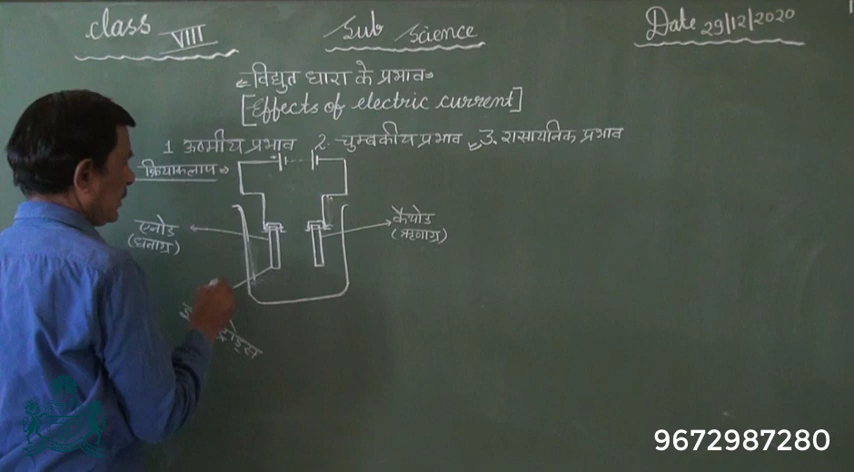 class VIII
Sub Science
Date 29/12/2020
विद्युत धारा के प्रभाव
[Effects of electric current]
1 ऊष्मीय प्रभाव 2. चुम्बकीय प्रभाव 3. रासायनिक प्रभाव
क्रियाकलाप
एनोड
(धनाग्र)
कैथोड
(ऋणाग्र)
9672987280